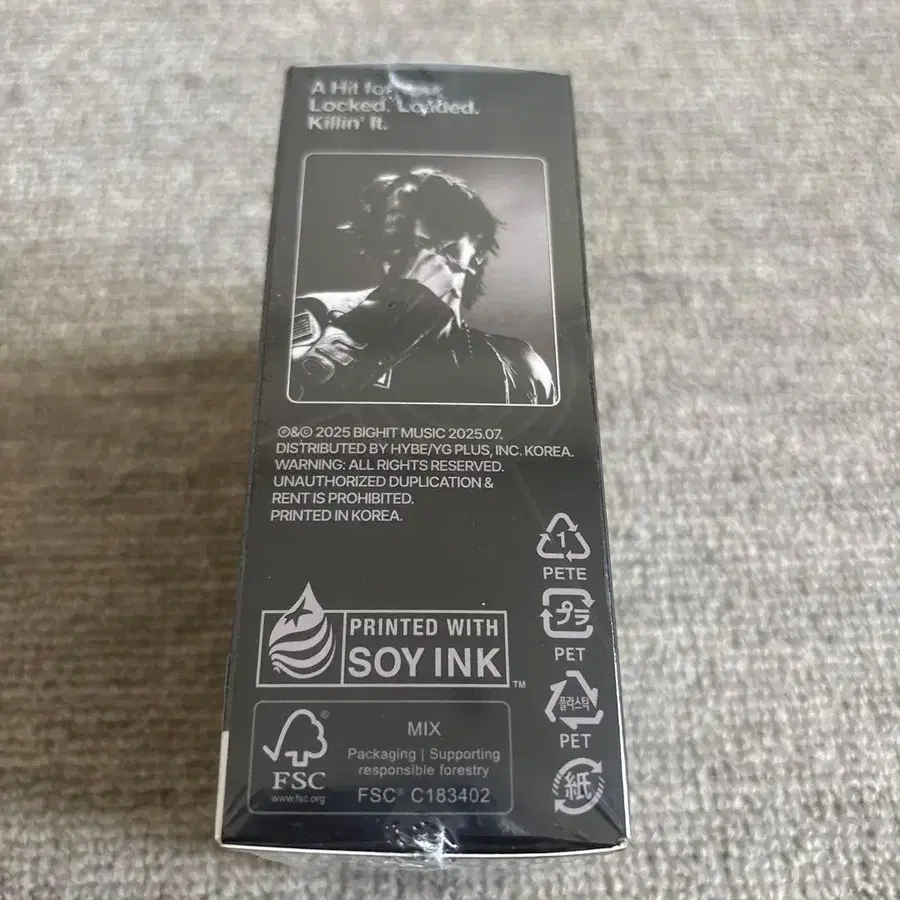 A Hit for
Locked. Loaded.
Killin' It.
℗&© 2025 BIGHIT MUSIC 2025.07.
DISTRIBUTED BY HYBE/YG PLUS, INC. KOREA.
WARNING: ALL RIGHTS RESERVED.
UNAUTHORIZED DUPLICATION &
RENT IS PROHIBITED.
PRINTED IN KOREA.
1
PETE
プラ
PET
플라스틱
PET
紙
PRINTED WITH
SOY INK™
FSC®
www.fsc.org
MIX
Packaging | Supporting
responsible forestry
FSC® C183402